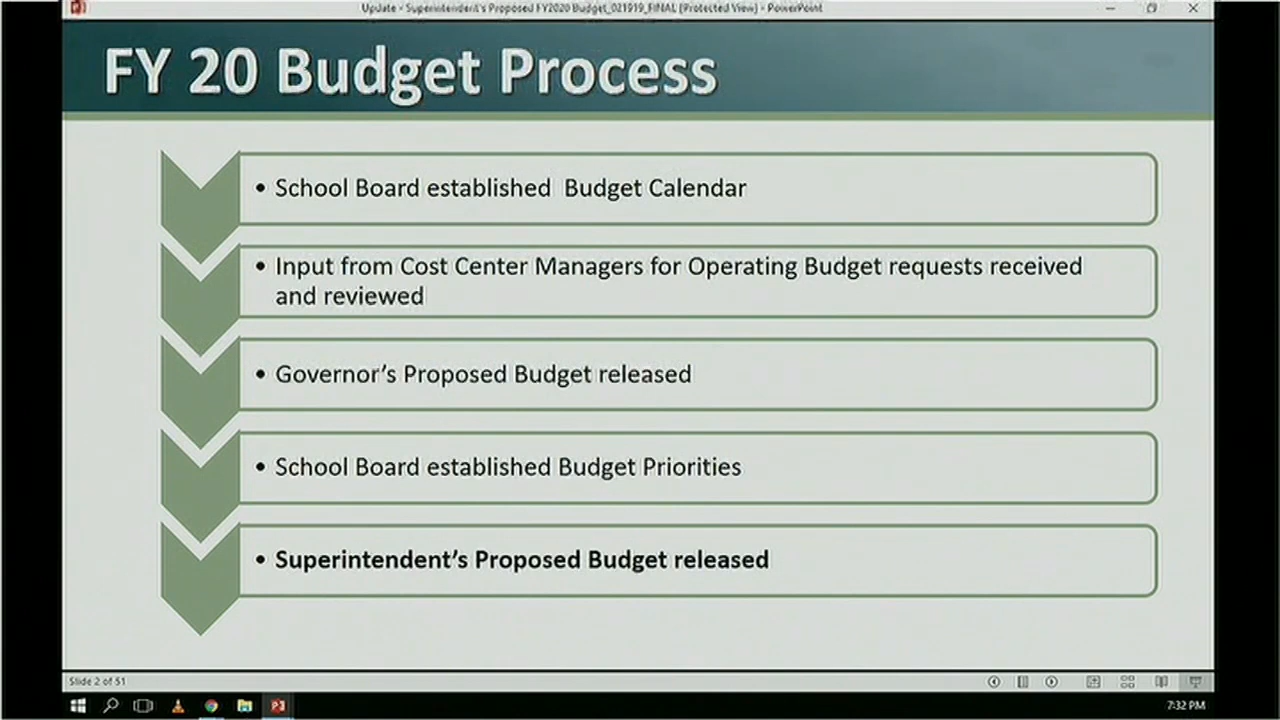 Update - Superintendent's Proposed FY2020 Budget_021919_FINAL [Protected View] - PowerPoint
FY 20 Budget Process
• School Board established  Budget Calendar
• Input from Cost Center Managers for Operating Budget requests received
and reviewed
• Governor's Proposed Budget released
• School Board established Budget Priorities
• Superintendent's Proposed Budget released
Slide 2 of 51
7:32 PM